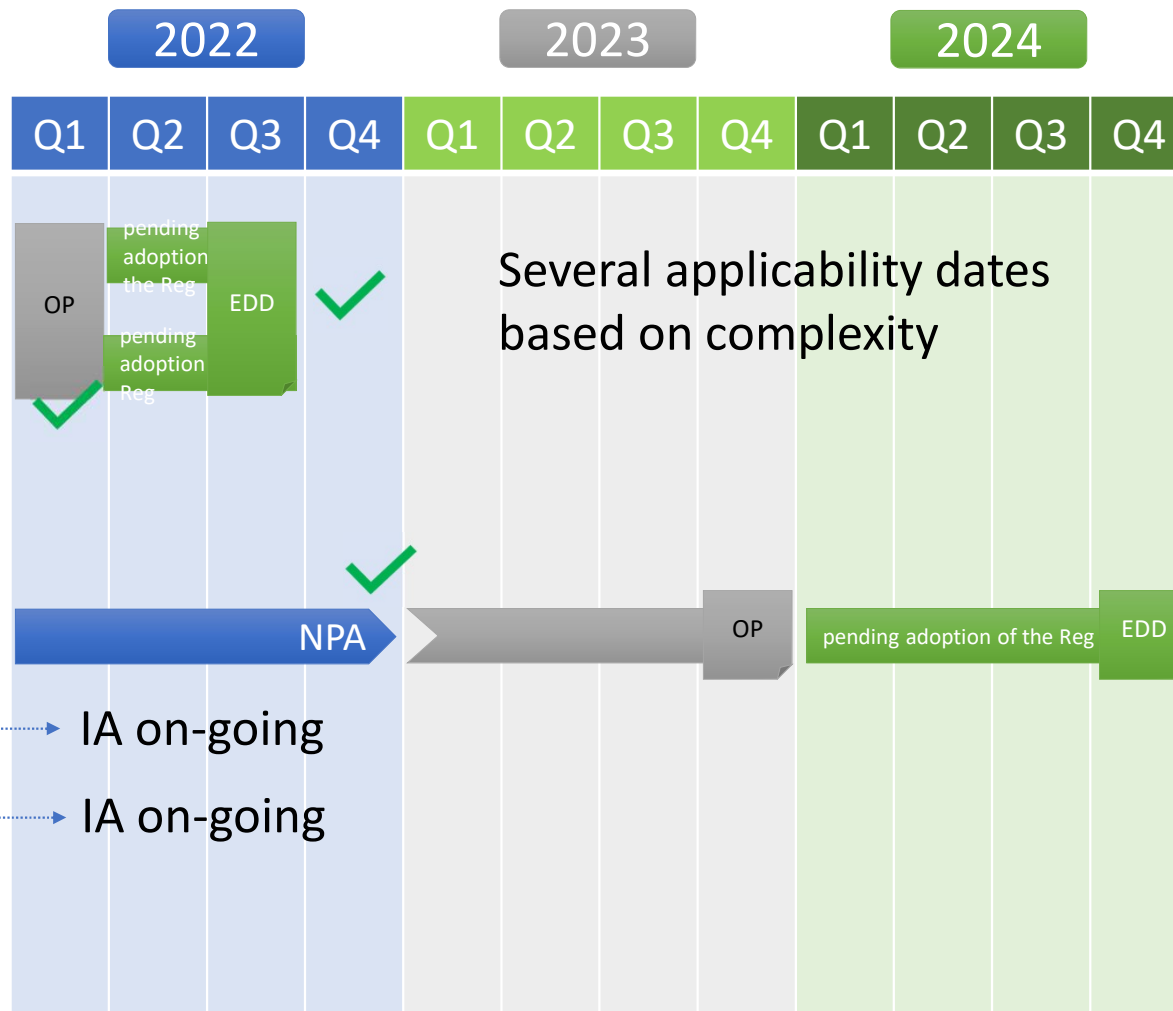 2022 2023 2024
Q1 Q2 Q3 Q4 Q1 Q2 Q3 Q4 Q1 Q2 Q3 Q4
pending
adoption
the Reg
OP
EDD
pending
adoption
Reg
Several applicability dates
based on complexity
NPA
OP
pending adoption of the Reg
EDD
IA on-going
IA on-going